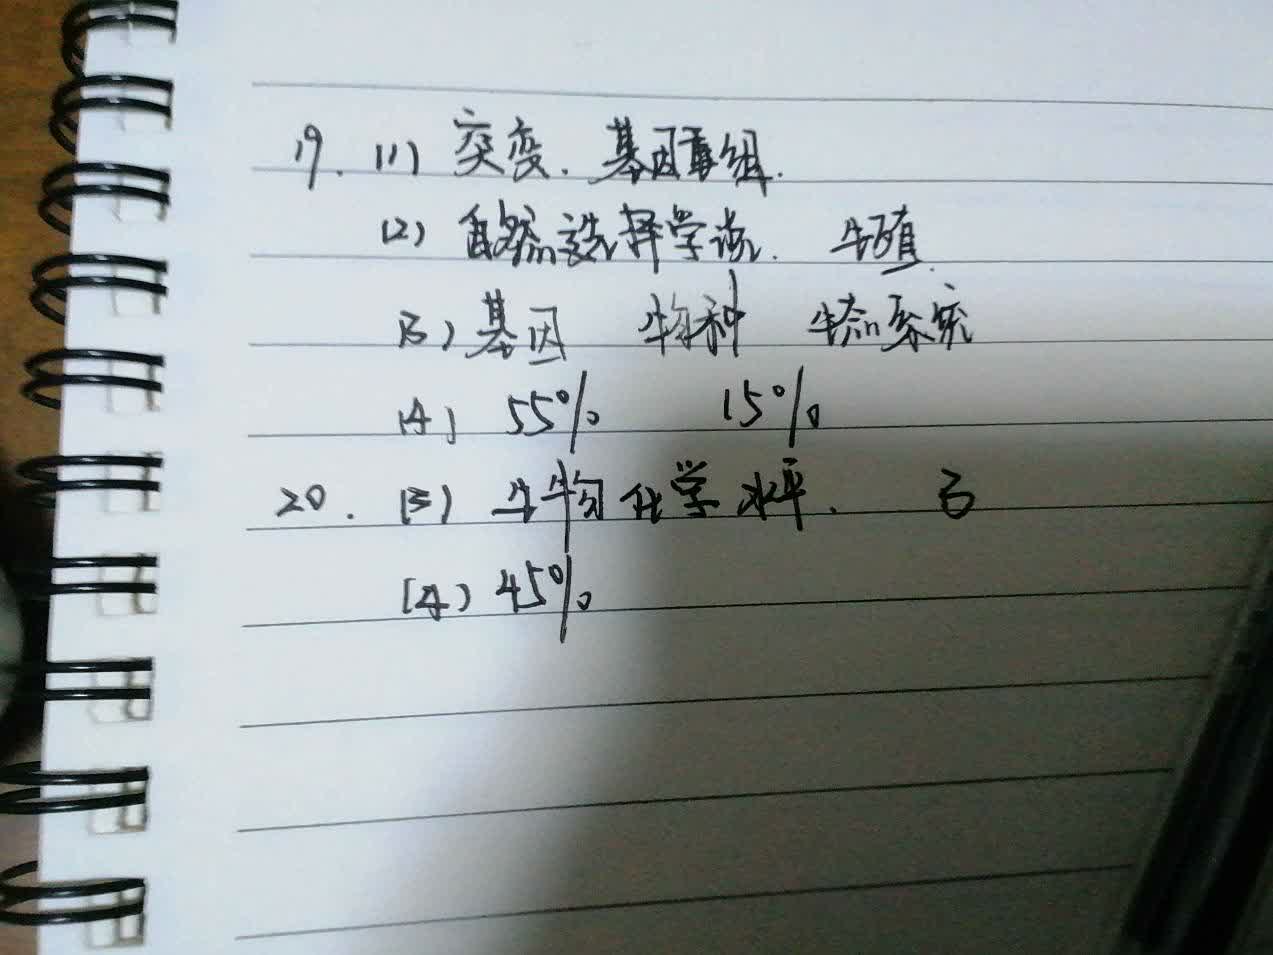 19. (1) 突变. 基因重组.
(2) 自然选择学说. 生殖.
(3) 基因 物种 生态系统
(4) 55% 15%
20. (3) 生物化学水平. 乙
(4) 45%